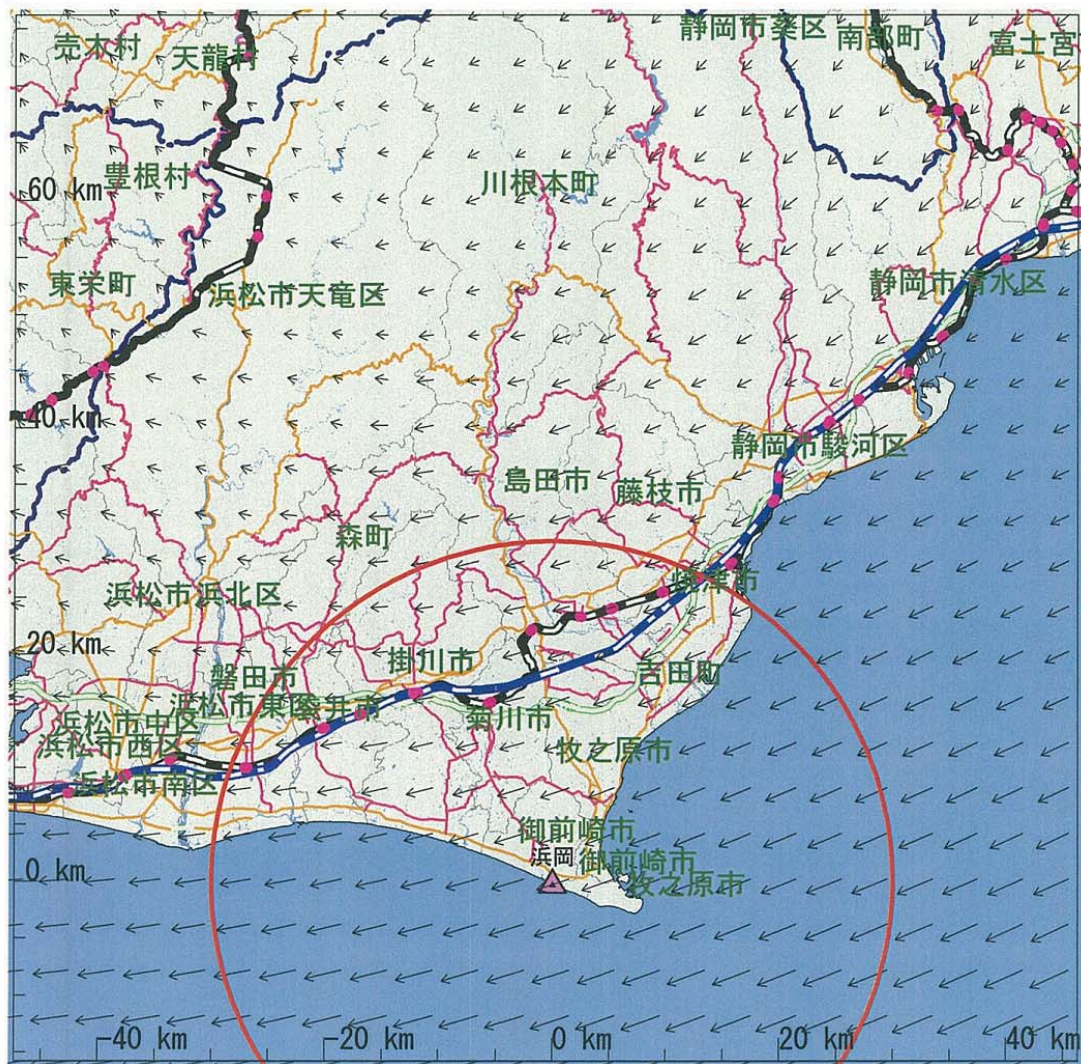 売木村
天龍村
静岡市葵区
南部町
富士宮
豊根村
60 km
川根本町
東栄町
浜松市天竜区
静岡市清水区
40 km
静岡市駿河区
島田市
藤枝市
森町
焼津市
浜松市浜北区
20 km
掛川市
磐田市
吉田町
浜松市東区
袋井市
菊川市
浜松市中区
浜松市西区
牧之原市
浜松市南区
御前崎市
浜岡
御前崎市
0 km
牧之原市
-40 km
-20 km
0 km
20 km
40 km